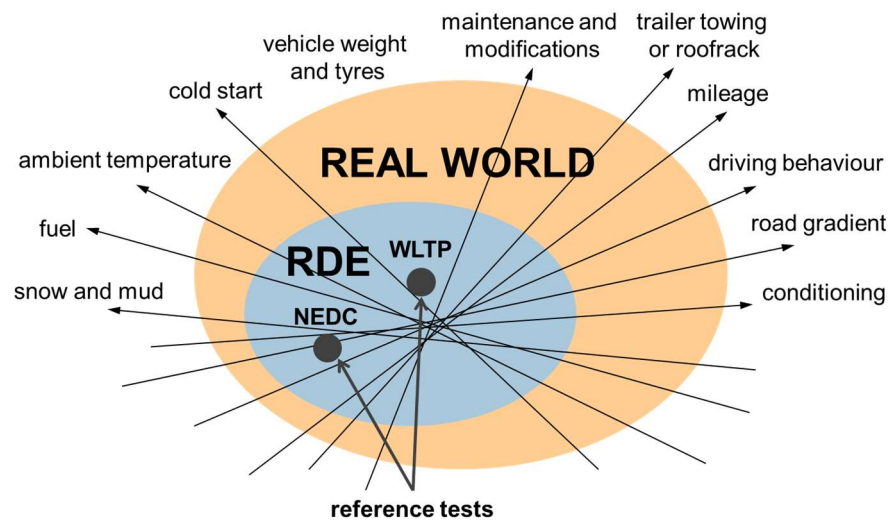 maintenance and
modifications
trailer towing
or roofrack
vehicle weight
and tyres
cold start
mileage
ambient temperature
REAL WORLD
driving behaviour
fuel
RDE
WLTP
road gradient
snow and mud
NEDC
conditioning
reference tests